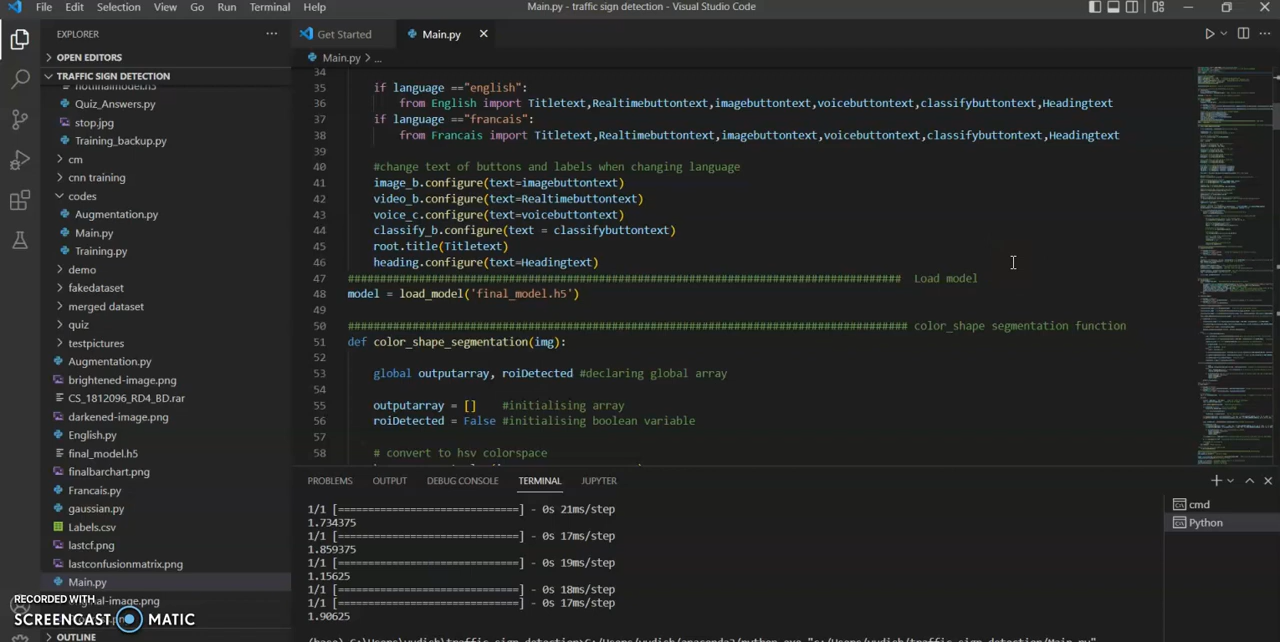 File Edit Selection View Go Run Terminal Help
Main.py - traffic sign detection - Visual Studio Code
EXPLORER
OPEN EDITORS
TRAFFIC SIGN DETECTION
notfinalmodel.h5
Quiz_Answers.py
stop.jpg
Training_backup.py
cm
cnn training
codes
Augmentation.py
Main.py
Training.py
demo
fakedataset
merged dataset
quiz
testpictures
Augmentation.py
brightened-image.png
CS_1812096_RD4_BD.rar
darkened-image.png
English.py
final_model.h5
finalbarchart.png
Francais.py
gaussian.py
Labels.csv
lastcf.png
lastconfusionmatrix.png
Main.py
original-image.png
OUTLINE
RECORDED WITH
SCREENCAST MATIC
Get Started
Main.py
Main.py > ...
34
35 if language =="english":
36 from English import Titletext,Realtimebuttontext,imagebuttontext,voicebuttontext,classifybuttontext,Headingtext
37 if language =="francais":
38 from Francais import Titletext,Realtimebuttontext,imagebuttontext,voicebuttontext,classifybuttontext,Headingtext
39
40 #change text of buttons and labels when changing language
41 image_b.configure(text=imagebuttontext)
42 video_b.configure(text=Realtimebuttontext)
43 voice_c.configure(text=voicebuttontext)
44 classify_b.configure(text = classifybuttontext)
45 root.title(Titletext)
46 heading.configure(text=Headingtext)
47 ###################################################################################### Load model
48 model = load_model('final_model.h5')
49
50 ####################################################################################### color_shape segmentation function
51 def color_shape_segmentation(img):
52
53 global outputarray, roiDetected #declaring global array
54
55 outputarray = [] #initialising array
56 roiDetected = False #initialising boolean variable
57
58 # convert to hsv colorspace
PROBLEMS OUTPUT DEBUG CONSOLE TERMINAL JUPYTER
1/1 [==============================] - 0s 21ms/step
1.734375
1/1 [==============================] - 0s 17ms/step
1.859375
1/1 [==============================] - 0s 19ms/step
1.15625
1/1 [==============================] - 0s 18ms/step
1/1 [==============================] - 0s 17ms/step
1.90625
cmd
Python